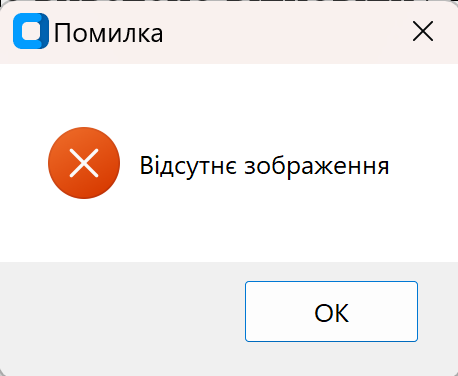 Помилка
Відсутнє зображення
OK